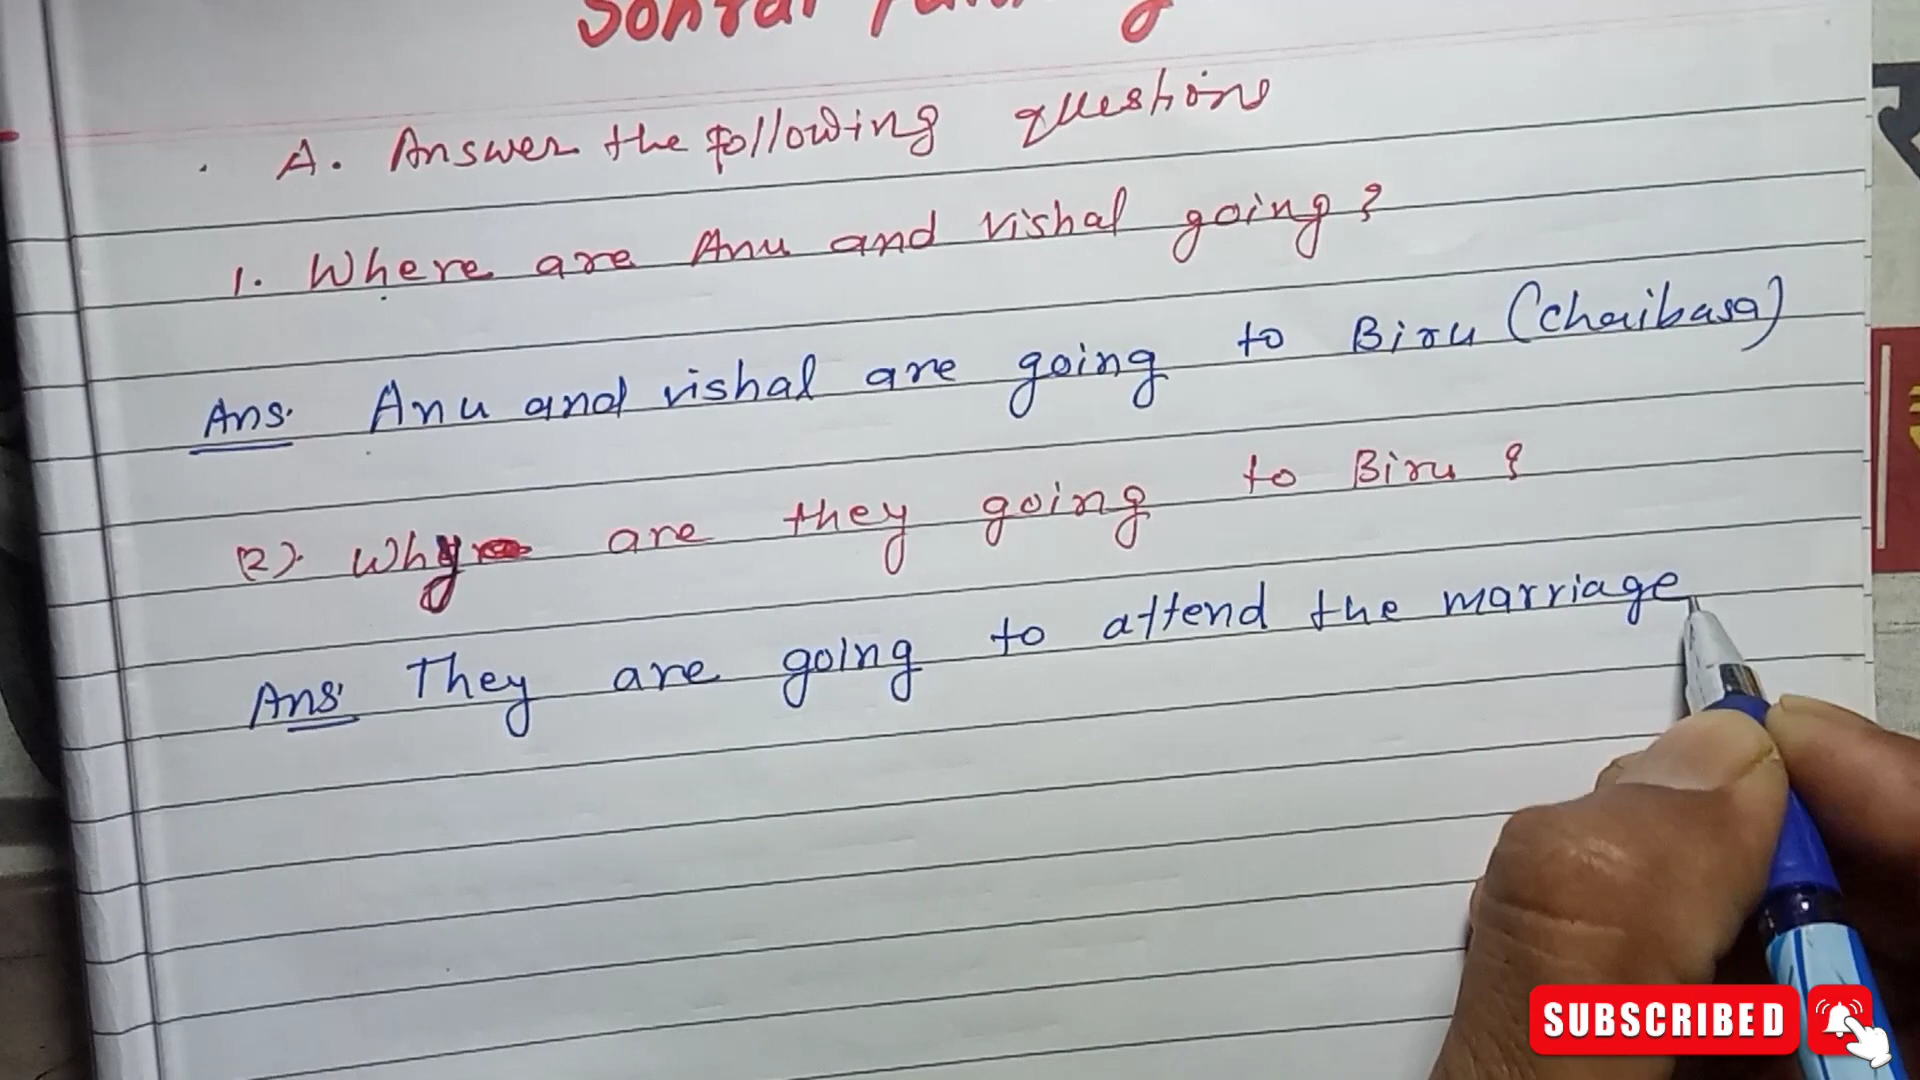 A. Answer the following questions
1. Where are Anu and vishal going?
Ans. Anu and vishal are going to Biru (chaibasa)
(2). Why are they going to Biru ?
Ans. They are going to attend the marriage
SUBSCRIBED